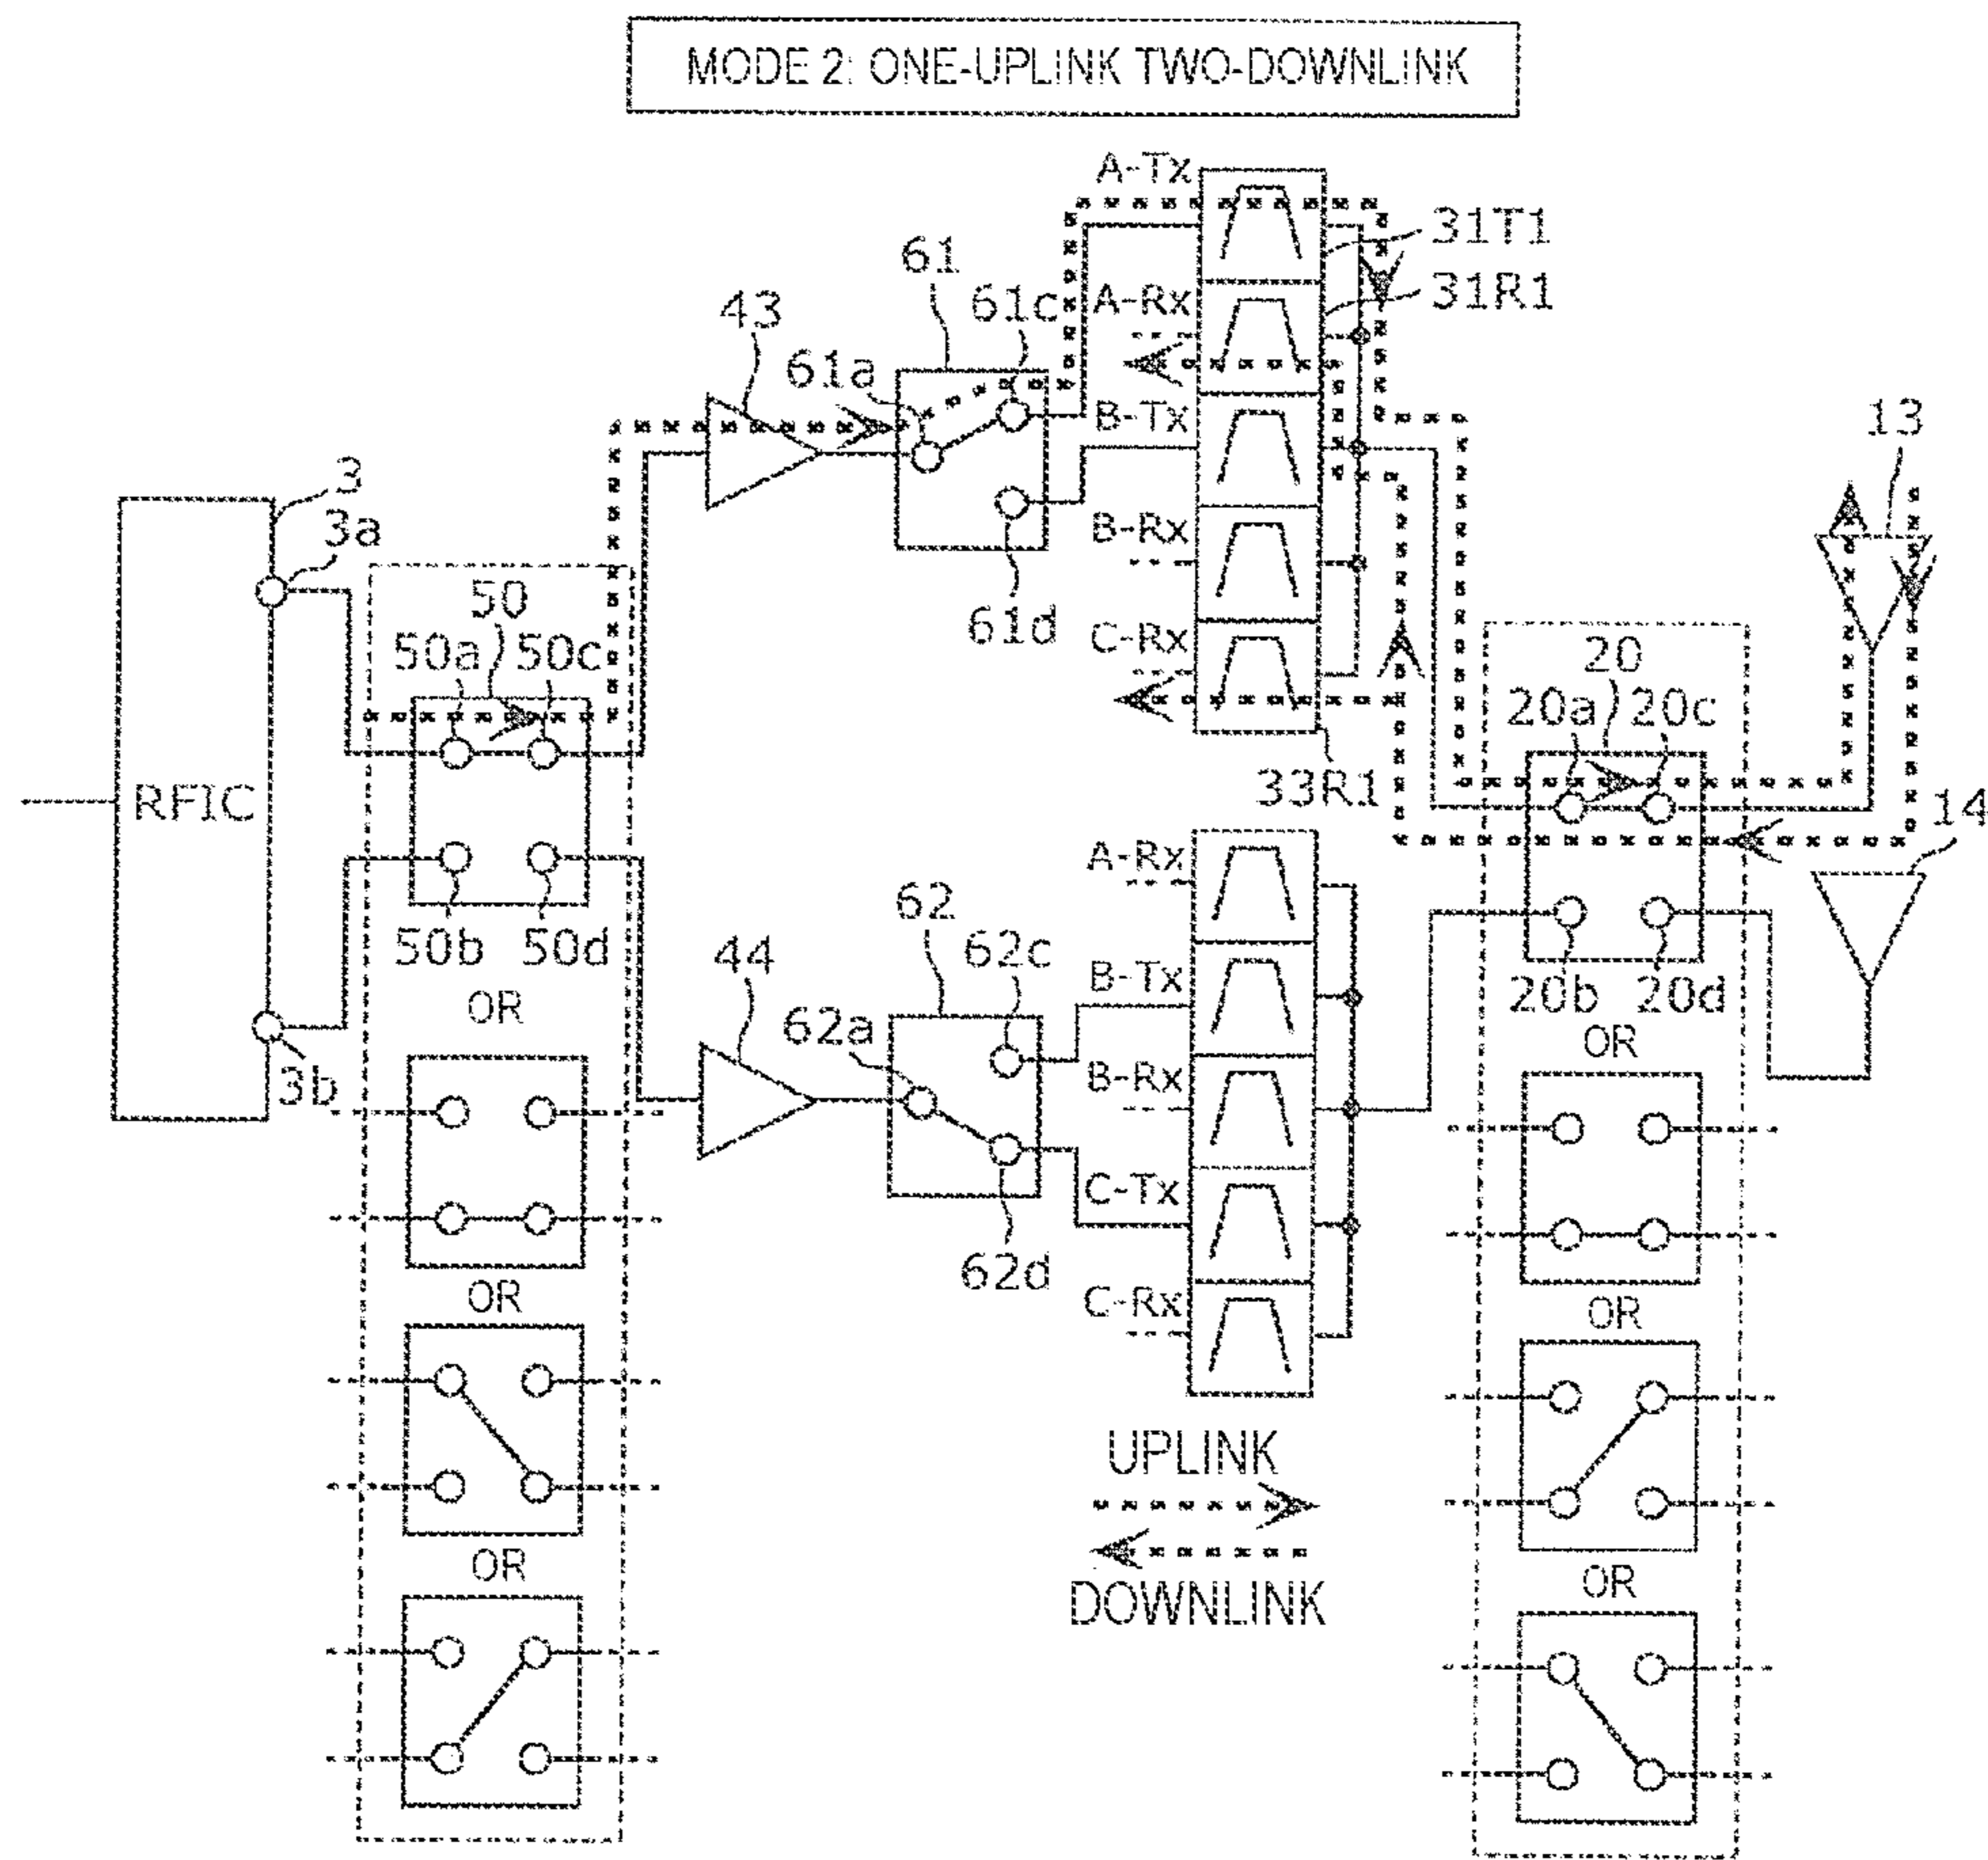 MODE 2: ONE-UPLINK TWO-DOWNLINK
A-Tx
31T1
61
61c
A-Rx
31R1
43
61a
B-Tx
13
3
3a
B-Rx
50
61d
50a
50c
C-Rx
20
20a
20c
RFIC
33R1
14
A-Rx
50b
50d
62
62c
B-Tx
20b
20d
44
OR
62a
OR
3b
B-Rx
C-Tx
62d
OR
C-Rx
OR
UPLINK
OR
OR
DOWNLINK